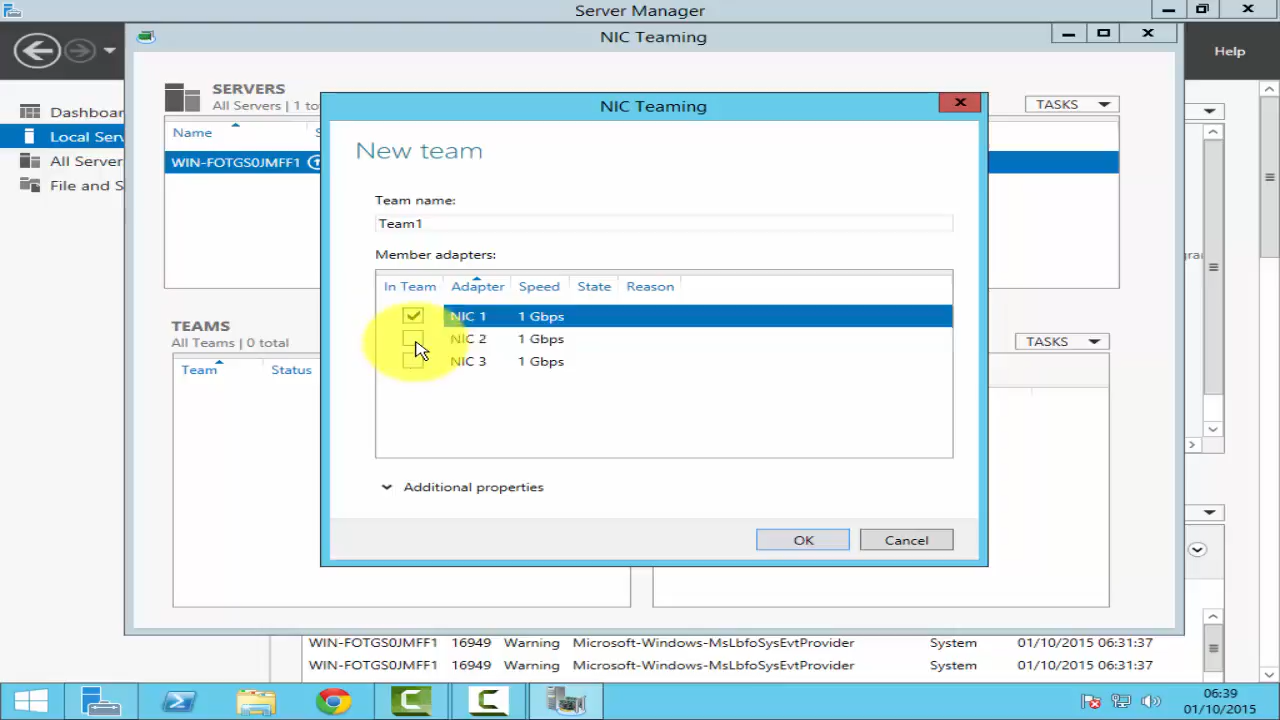 Server Manager
NIC Teaming
Help
SERVERS
All Servers | 1 to
TASKS
Name
S
WIN-FOTGS0JMFF1
Dashboar
Local Serv
All Server
File and S
NIC Teaming
New team
Team name:
Team1
Member adapters:
In Team Adapter Speed State Reason
NIC 1 1 Gbps
NIC 2 1 Gbps
NIC 3 1 Gbps
Additional properties
OK Cancel
TEAMS
All Teams | 0 total
Team Status
TASKS
WIN-FOTGS0JMFF1 16949 Warning Microsoft-Windows-MsLbfoSysEvtProvider System 01/10/2015 06:31:37
WIN-FOTGS0JMFF1 16949 Warning Microsoft-Windows-MsLbfoSysEvtProvider System 01/10/2015 06:31:37
06:39
01/10/2015